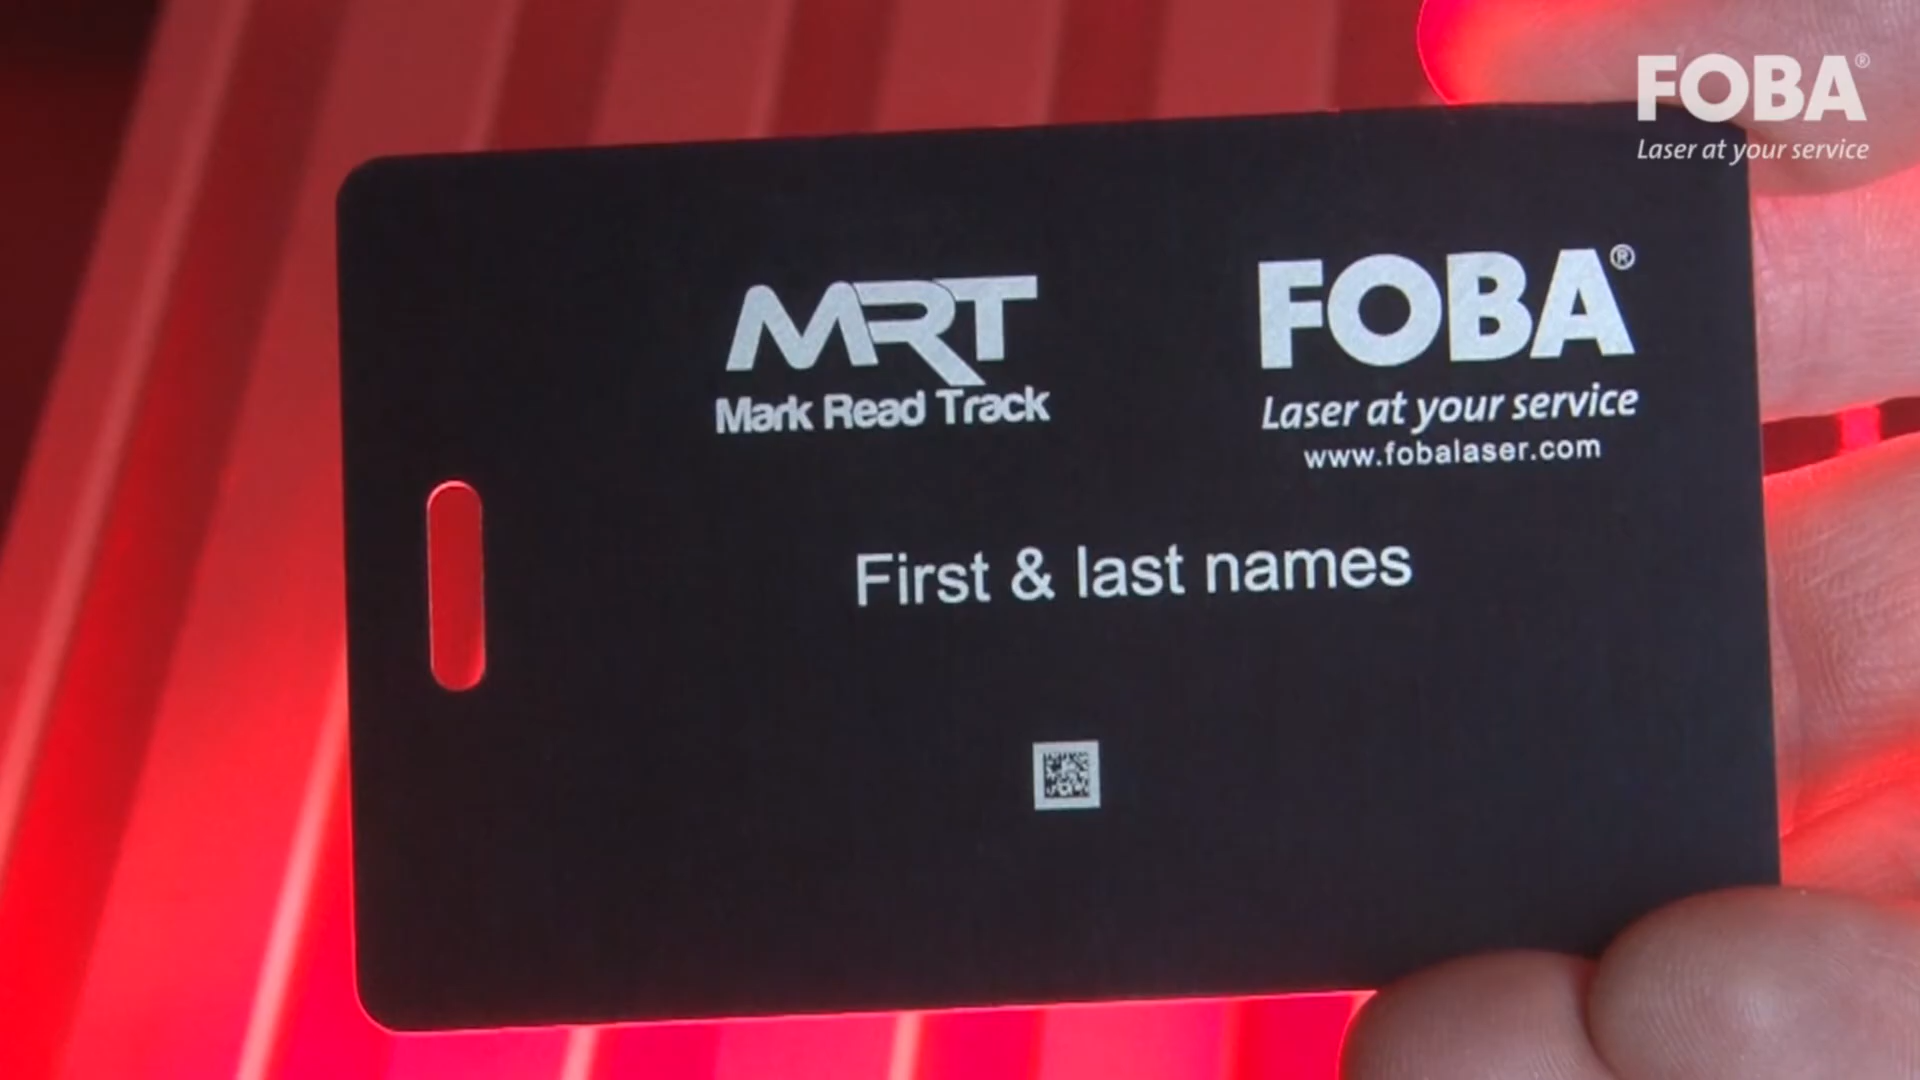 FOBA®
Laser at your service
MRT
Mark Read Track
FOBA®
Laser at your service
www.fobalaser.com
First & last names